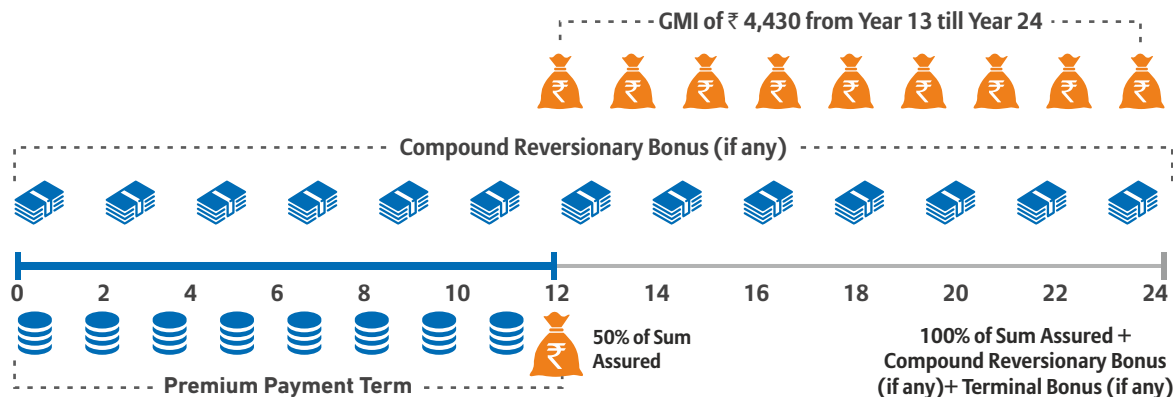 GMI of ₹ 4,430 from Year 13 till Year 24
₹ ₹ ₹ ₹ ₹ ₹ ₹ ₹ ₹
Compound Reversionary Bonus (if any)
0 2 4 6 8 10 12 14 16 18 20 22 24
₹
50% of Sum
Assured
100% of Sum Assured +
Compound Reversionary Bonus
(if any)+ Terminal Bonus (if any)
Premium Payment Term